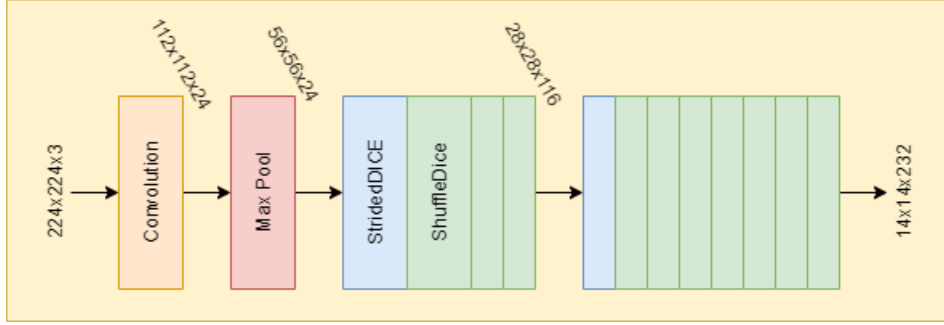 224x224x3
Convolution
112x112x24
Max Pool
56x56x24
StridedDICE
ShuffleDice
28x28x116
14x14x232